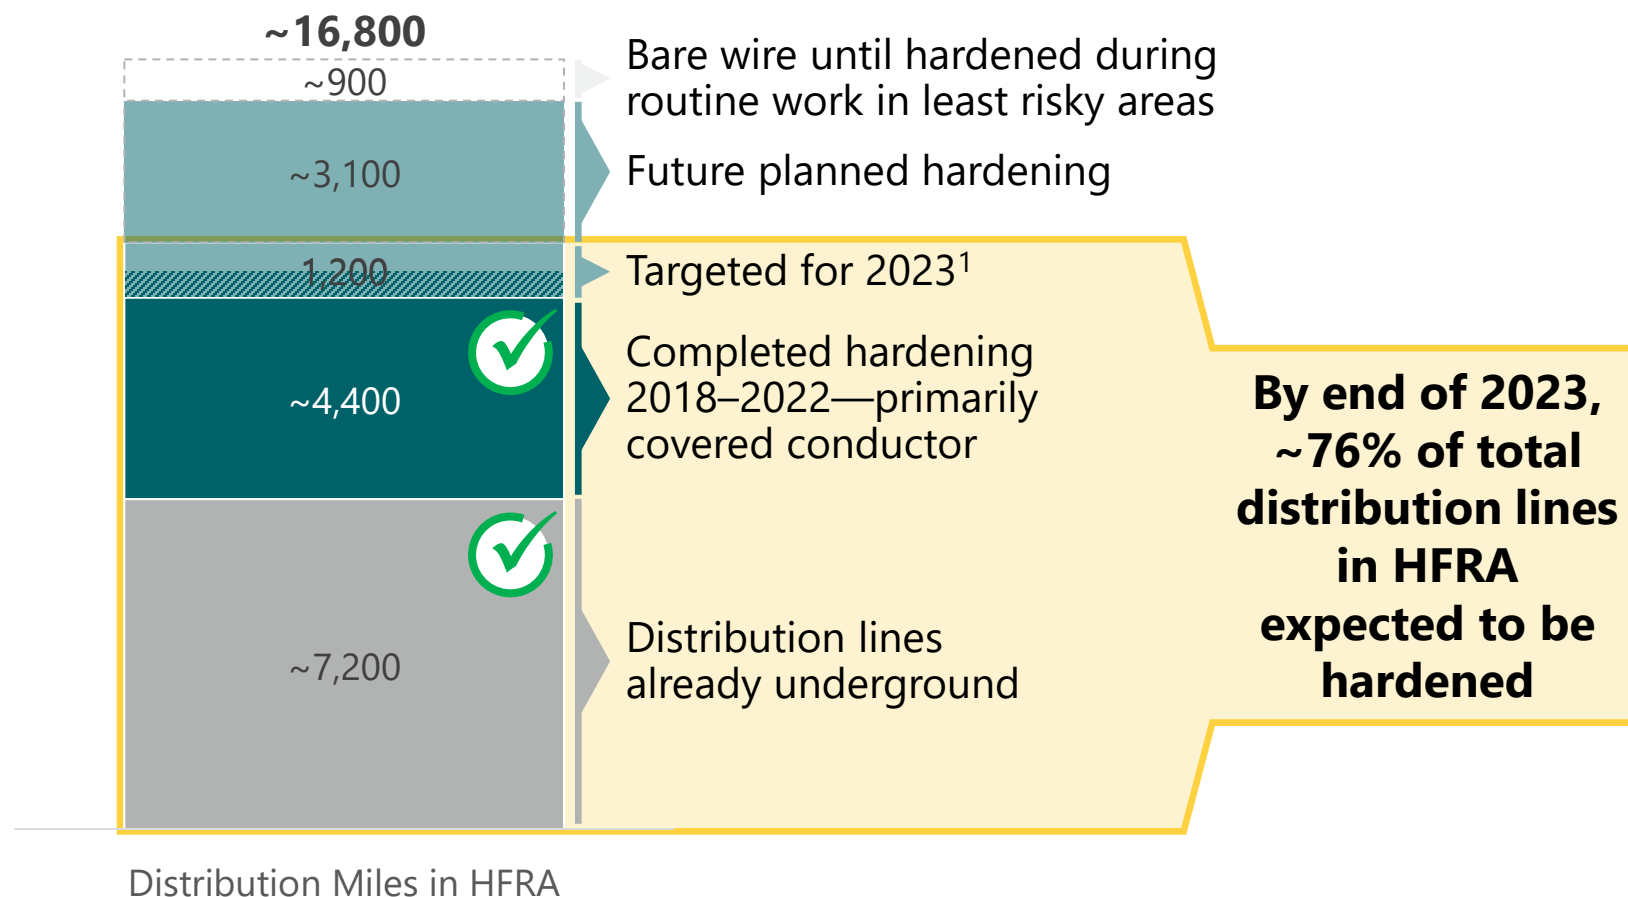 ~16,800
~900
Bare wire until hardened during
routine work in least risky areas
~3,100
Future planned hardening
1,200
Targeted for 2023¹
~4,400
Completed hardening
2018–2022—primarily
covered conductor
~7,200
Distribution lines
already underground
By end of 2023,
~76% of total
distribution lines
in HFRA
expected to be
hardened
Distribution Miles in HFRA